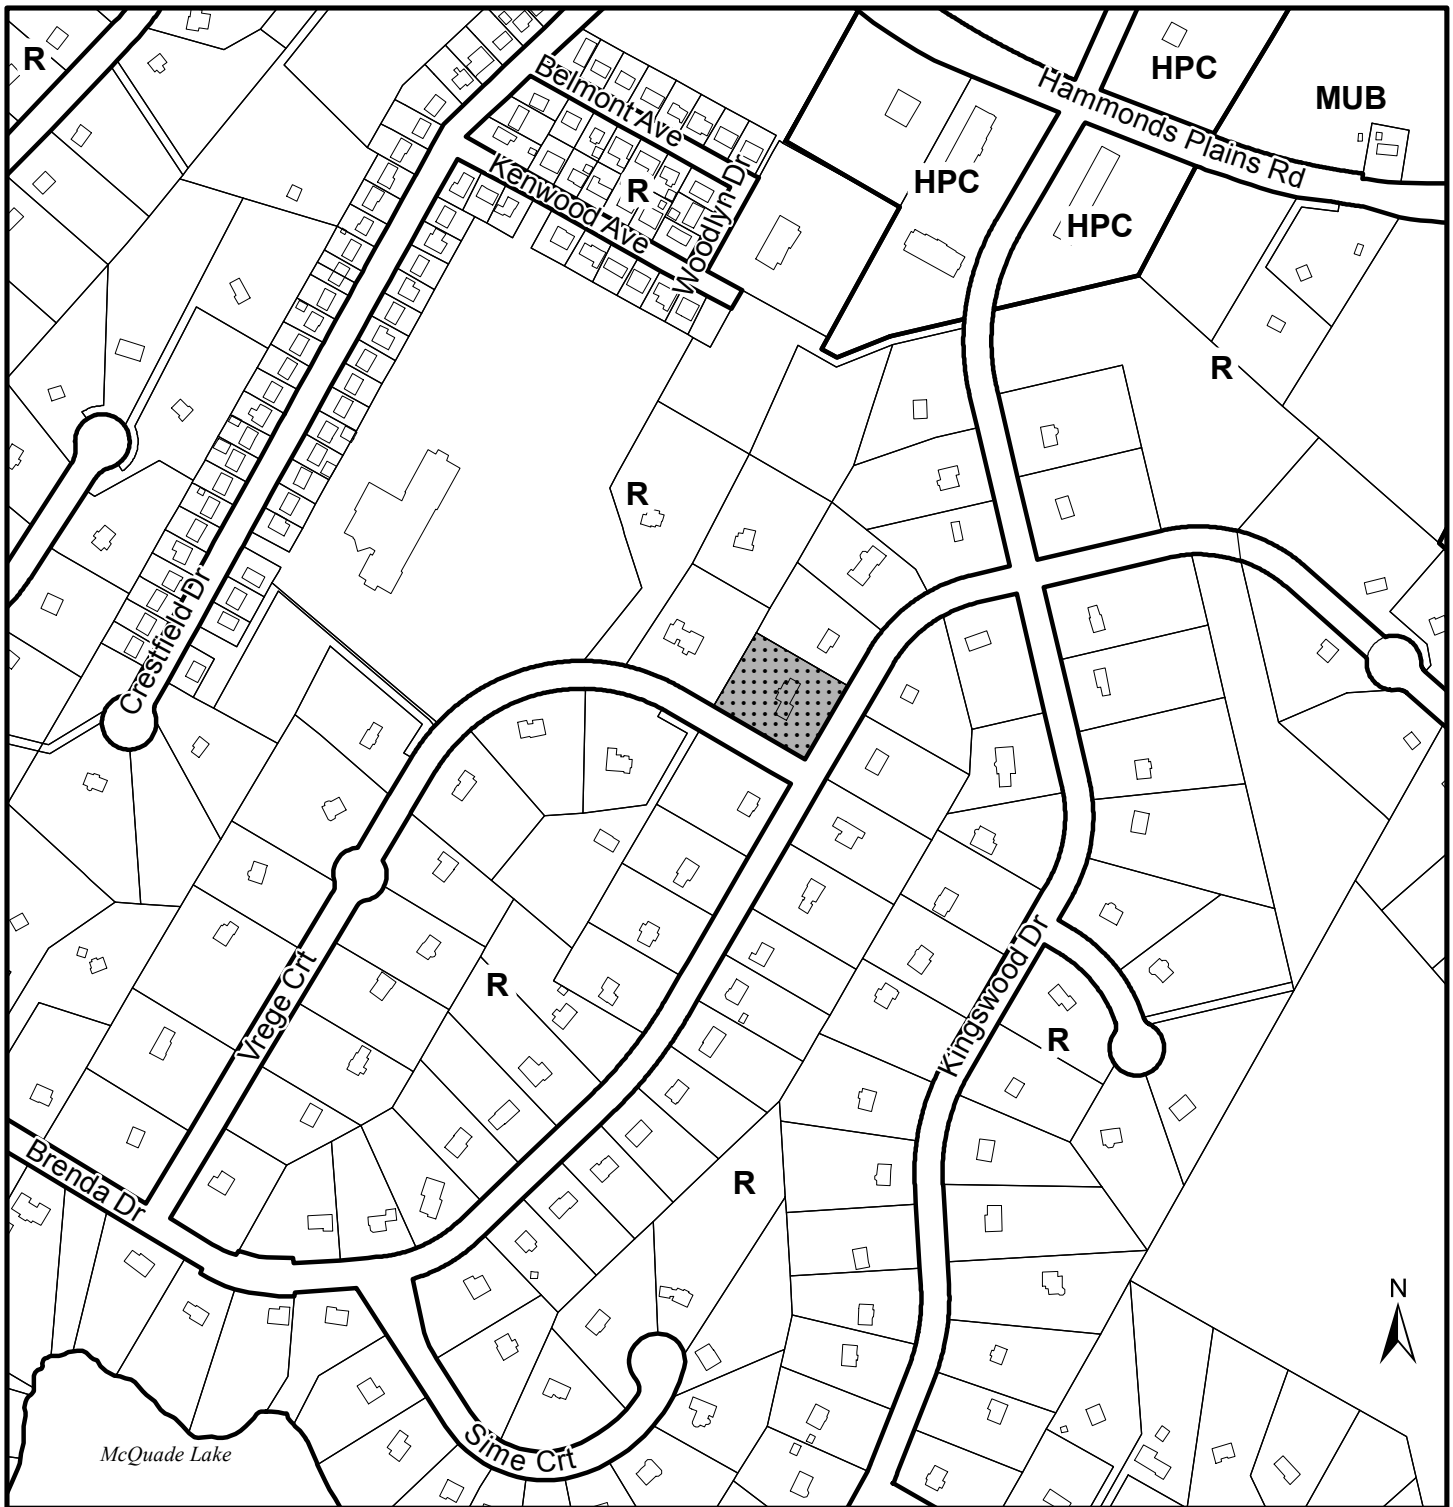 R
HPC
MUB
Belmont Ave
Hammonds Plains Rd
Kenwood Ave
R
Woodlyn Dr
HPC
HPC
R
R
Crestfield Dr
Vrege Crt
R
Kingswood Dr
R
Brenda Dr
R
N
Sime Crt
McQuade Lake